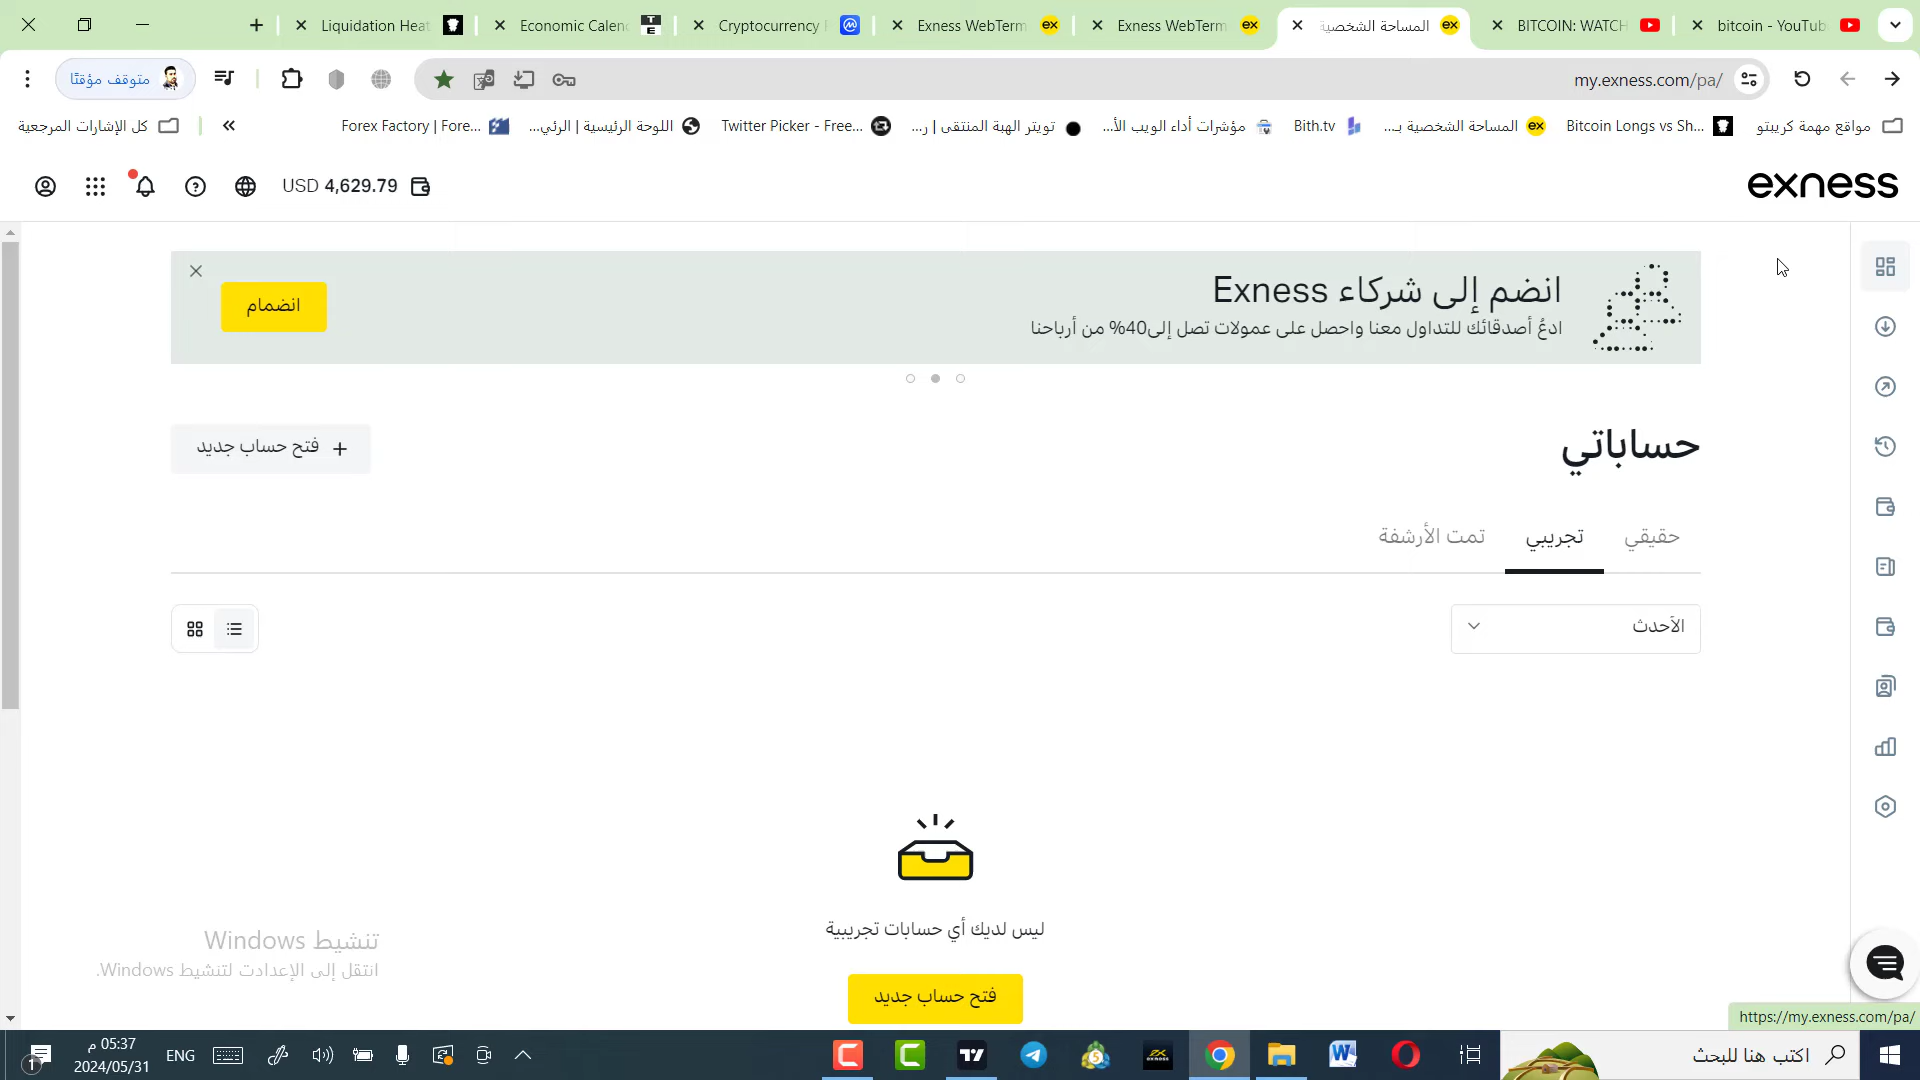 bitcoin - YouTub
BITCOIN: WATCH
المساحة الشخصية
Exness WebTerm
Exness WebTerm
Cryptocurrency
Economic Calend
Liquidation Heat
my.exness.com/pa/
متوقف مؤقتًا
مواقع مهمة كريبتو
Bitcoin Longs vs Sh...
المساحة الشخصية بـ...
Bith.tv
مؤشرات أداء الويب الأ...
تويتر الهبة المنتقى | ر...
Twitter Picker - Free...
اللوحة الرئيسية | الرئي...
Forex Factory | Fore...
كل الإشارات المرجعية
exness
USD 4,629.79
انضم إلى شركاء Exness
ادعُ أصدقائك للتداول معنا واحصل على عمولات تصل إلى40% من أرباحنا
انضمام
حساباتي
فتح حساب جديد
حقيقي
تجريبي
تمت الأرشفة
الأحدث
ليس لديك أي حسابات تجريبية
فتح حساب جديد
تنشيط Windows
انتقل إلى الإعدادت لتنشيط Windows.
https://my.exness.com/pa/
اكتب هنا للبحث
ENG
05:37 م
2024/05/31
1